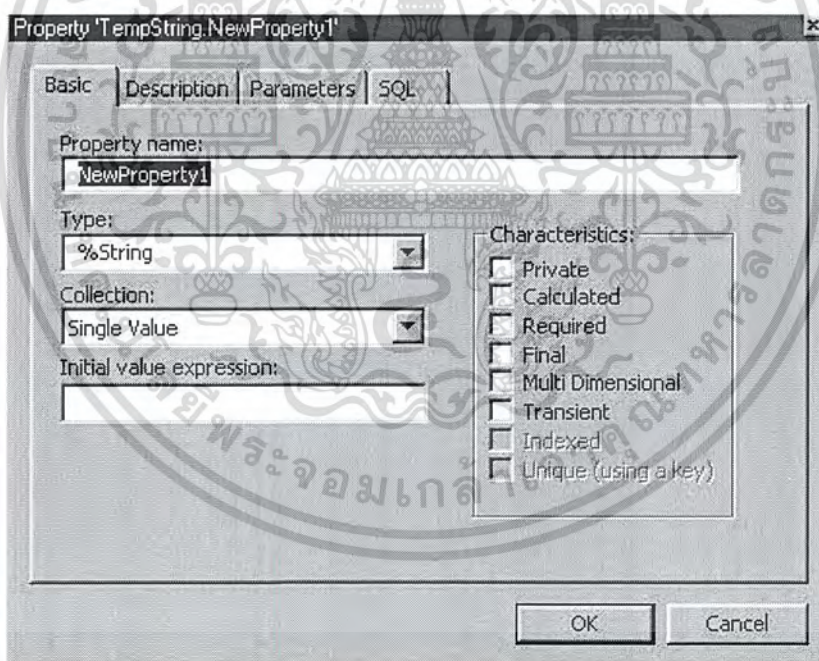 Property 'TempString.NewProperty1'
Basic
Description
Parameters
SQL
Property name:
NewProperty1
Type:
%String
Collection:
Single Value
Initial value expression:
Characteristics:
Private
Calculated
Required
Final
Multi Dimensional
Transient
Indexed
Unique (using a key)
OK
Cancel